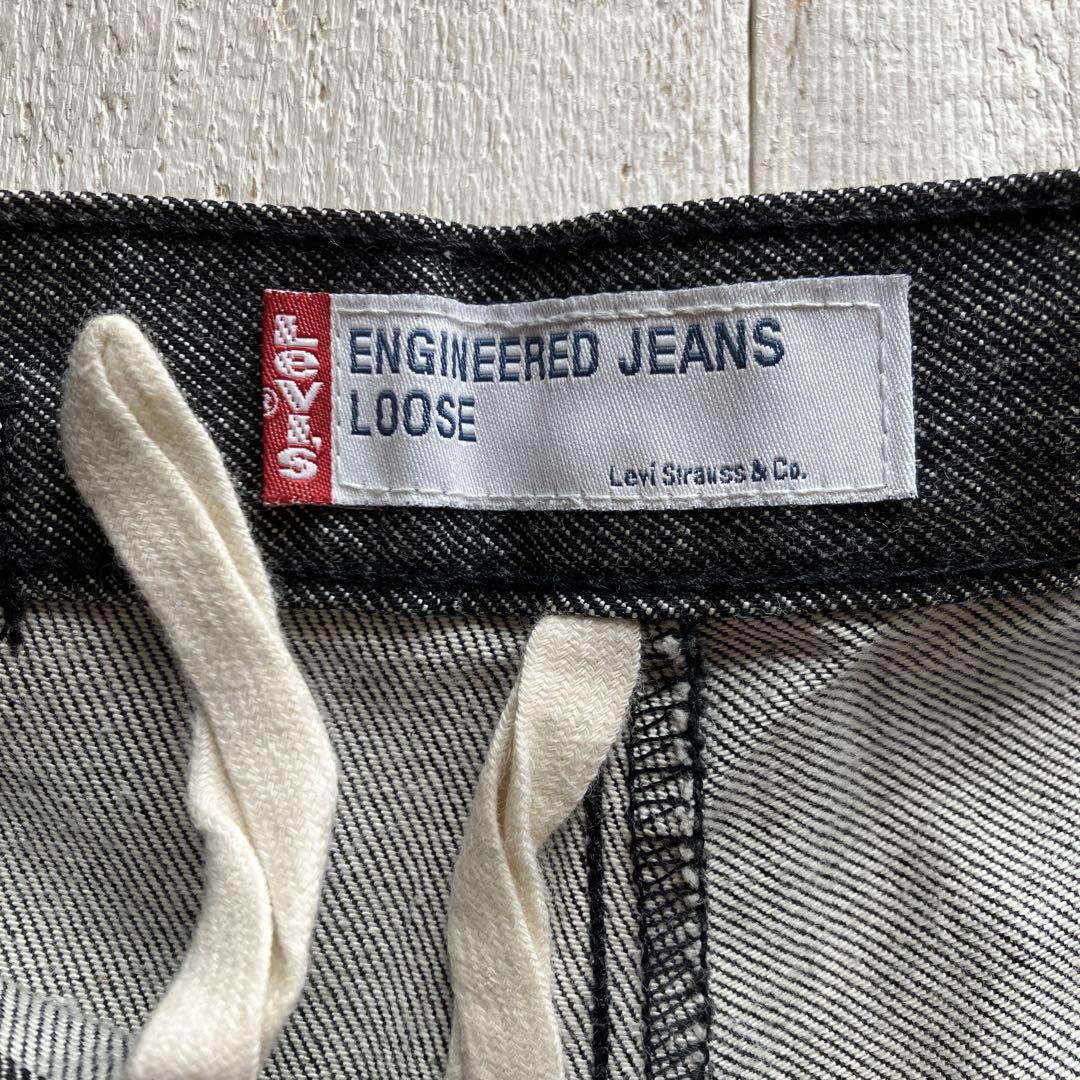 LEVI'S®
ENGINEERED JEANS
LOOSE
Levi Strauss & Co.